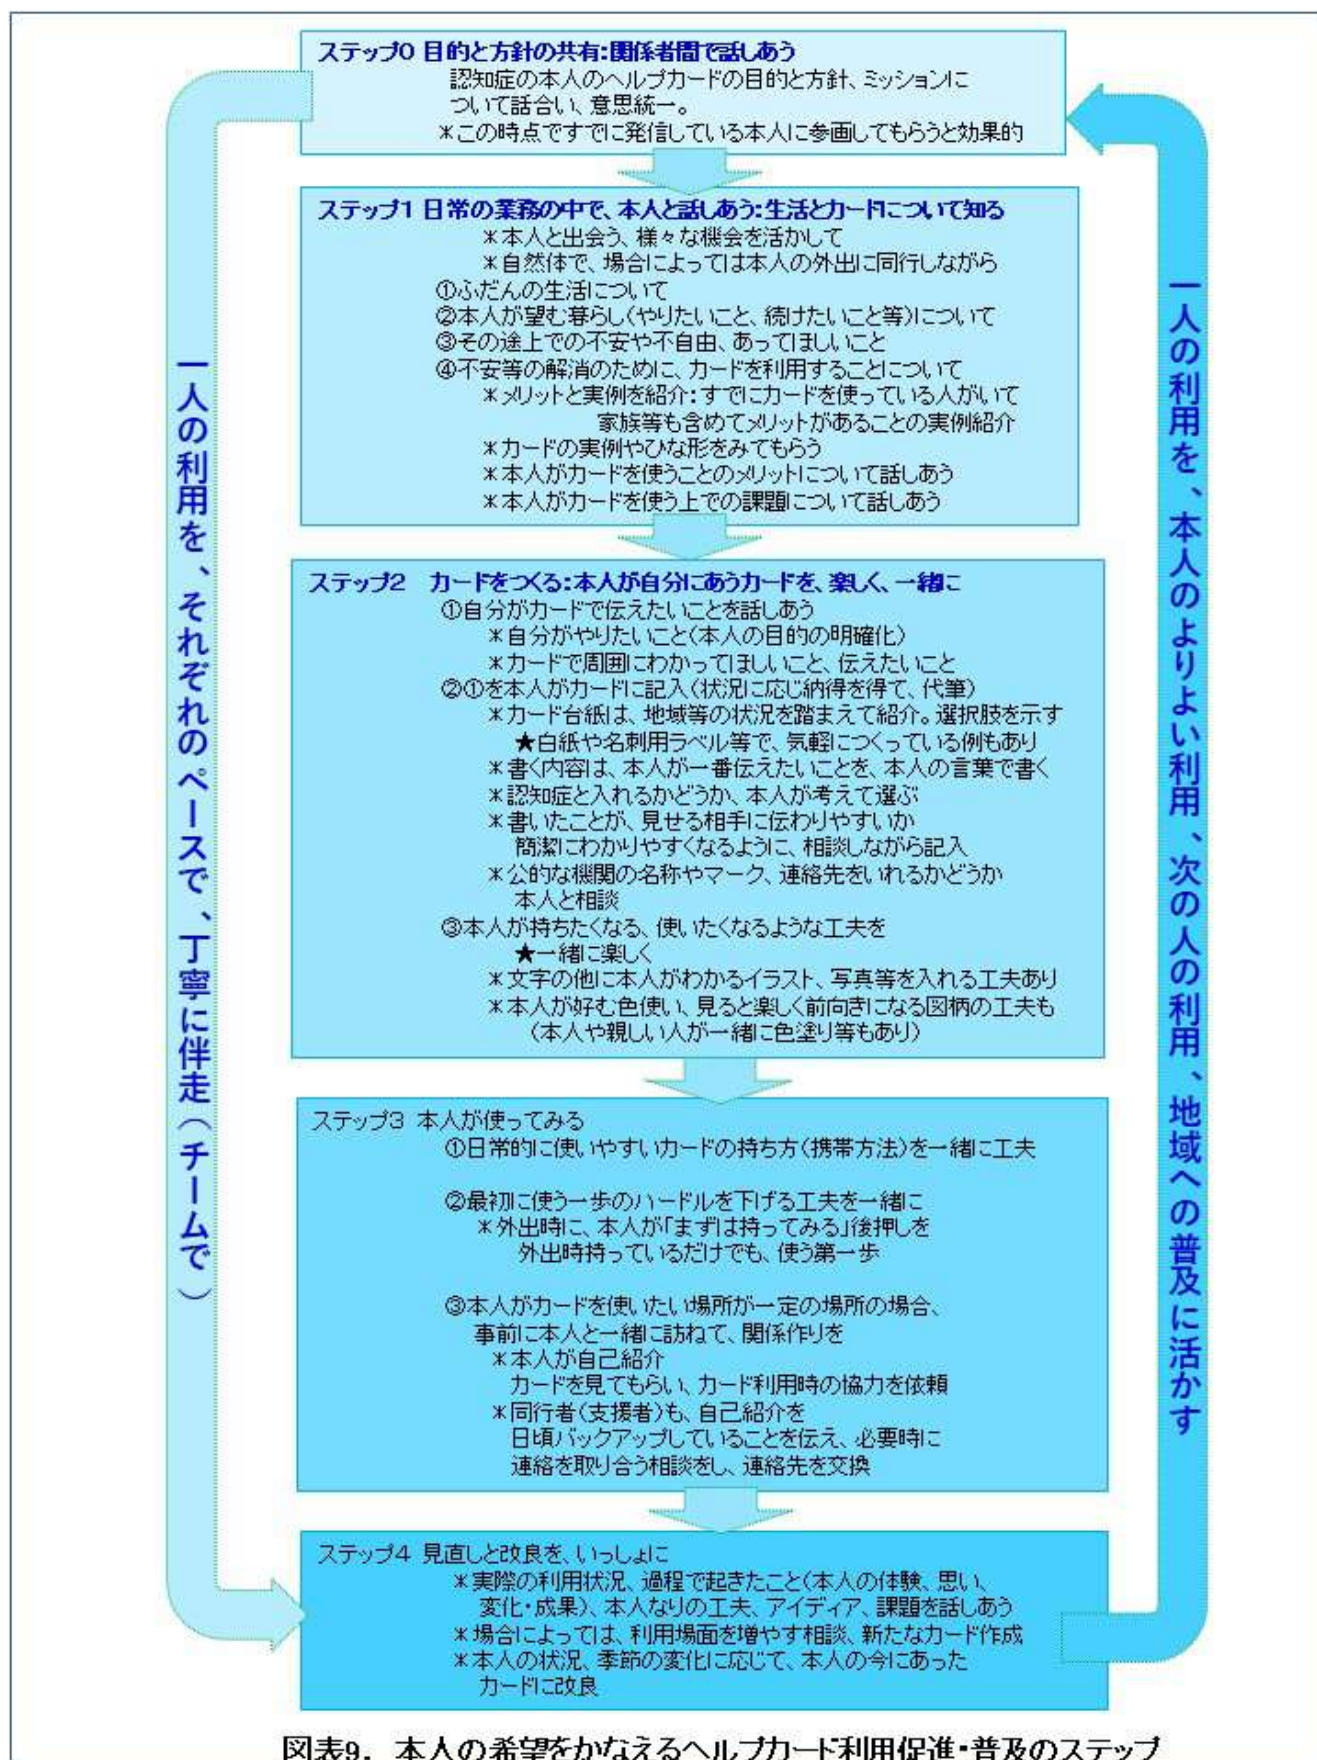 ステップ0 目的と方針の共有:関係者間で話しあう
認知症の本人のヘルプカードの目的と方針、ミッションに
ついて話合い、意思統一。
＊この時点ですでに発信している本人に参画してもらうと効果的
ステップ1 日常の業務の中で、本人と話しあう:生活とカードについて知る
＊本人と出会う、様々な機会を活かして
＊自然体で、場合によっては本人の外出に同行しながら
①ふだんの生活について
②本人が望む暮らし(やりたいこと、続けたいこと等)について
③その途上での不安や不自由、あってほしいこと
④不安等の解消のために、カードを利用することについて
＊メリットと実例を紹介:すでにカードを使っている人がいて
家族等も含めてメリットがあることの実例紹介
＊カードの実例やひな形をみてもらう
＊本人がカードを使うことのメリットについて話しあう
＊本人がカードを使う上での課題について話しあう
ステップ2 カードをつくる:本人が自分にあうカードを、楽しく、一緒に
①自分がカードで伝えたいことを話しあう
＊自分がやりたいこと(本人の目的の明確化)
＊カードで周囲にわかってほしいこと、伝えたいこと
②①を本人がカードに記入(状況に応じ納得を得て、代筆)
＊カード台紙は、地域等の状況を踏まえて紹介。選択肢を示す
★白紙や名刺用ラベル等で、気軽につくっている例もあり
＊書く内容は、本人が一番伝えたいことを、本人の言葉で書く
＊認知症と入れるかどうか、本人が考えて選ぶ
＊書いたことが、見せる相手に伝わりやすいか
簡潔にわかりやすくなるように、相談しながら記入
＊公的な機関の名称やマーク、連絡先をいれるかどうか
本人と相談
③本人が持ちたくなる、使いたくなるような工夫を
★一緒に楽しく
＊文字の他に本人がわかるイラスト、写真等を入れる工夫あり
＊本人が好む色使い、見ると楽しく前向きになる図柄の工夫も
(本人や親しい人が一緒に色塗り等もあり)
ステップ3 本人が使ってみる
①日常的に使いやすいカードの持ち方(携帯方法)を一緒に工夫
②最初に使う一歩のハードルを下げる工夫を一緒に
＊外出時に、本人が「まずは持ってみる」後押しを
外出時持っているだけでも、使う第一歩
③本人がカードを使いたい場所が一定の場所の場合、
事前に本人と一緒に訪ねて、関係作りを
＊本人が自己紹介
カードを見てもらい、カード利用時の協力を依頼
＊同行者(支援者)も、自己紹介を
日頃バックアップしていることを伝え、必要時に
連絡を取り合う相談をし、連絡先を交換
ステップ4 見直しと改良を、いっしょに
＊実際の利用状況、過程で起きたこと(本人の体験、思い、
変化・成果)、本人なりの工夫、アイディア、課題を話しあう
＊場合によっては、利用場面を増やす相談、新たなカード作成
＊本人の状況、季節の変化に応じて、本人の今にあった
カードに改良
一人の利用を、それぞれのペースで、丁寧に伴走(チームで)
一人の利用を、本人のよりよい利用、次の人の利用、地域への普及に活かす
図表9. 本人の希望をかなえるヘルプカード利用促進・普及のステップ